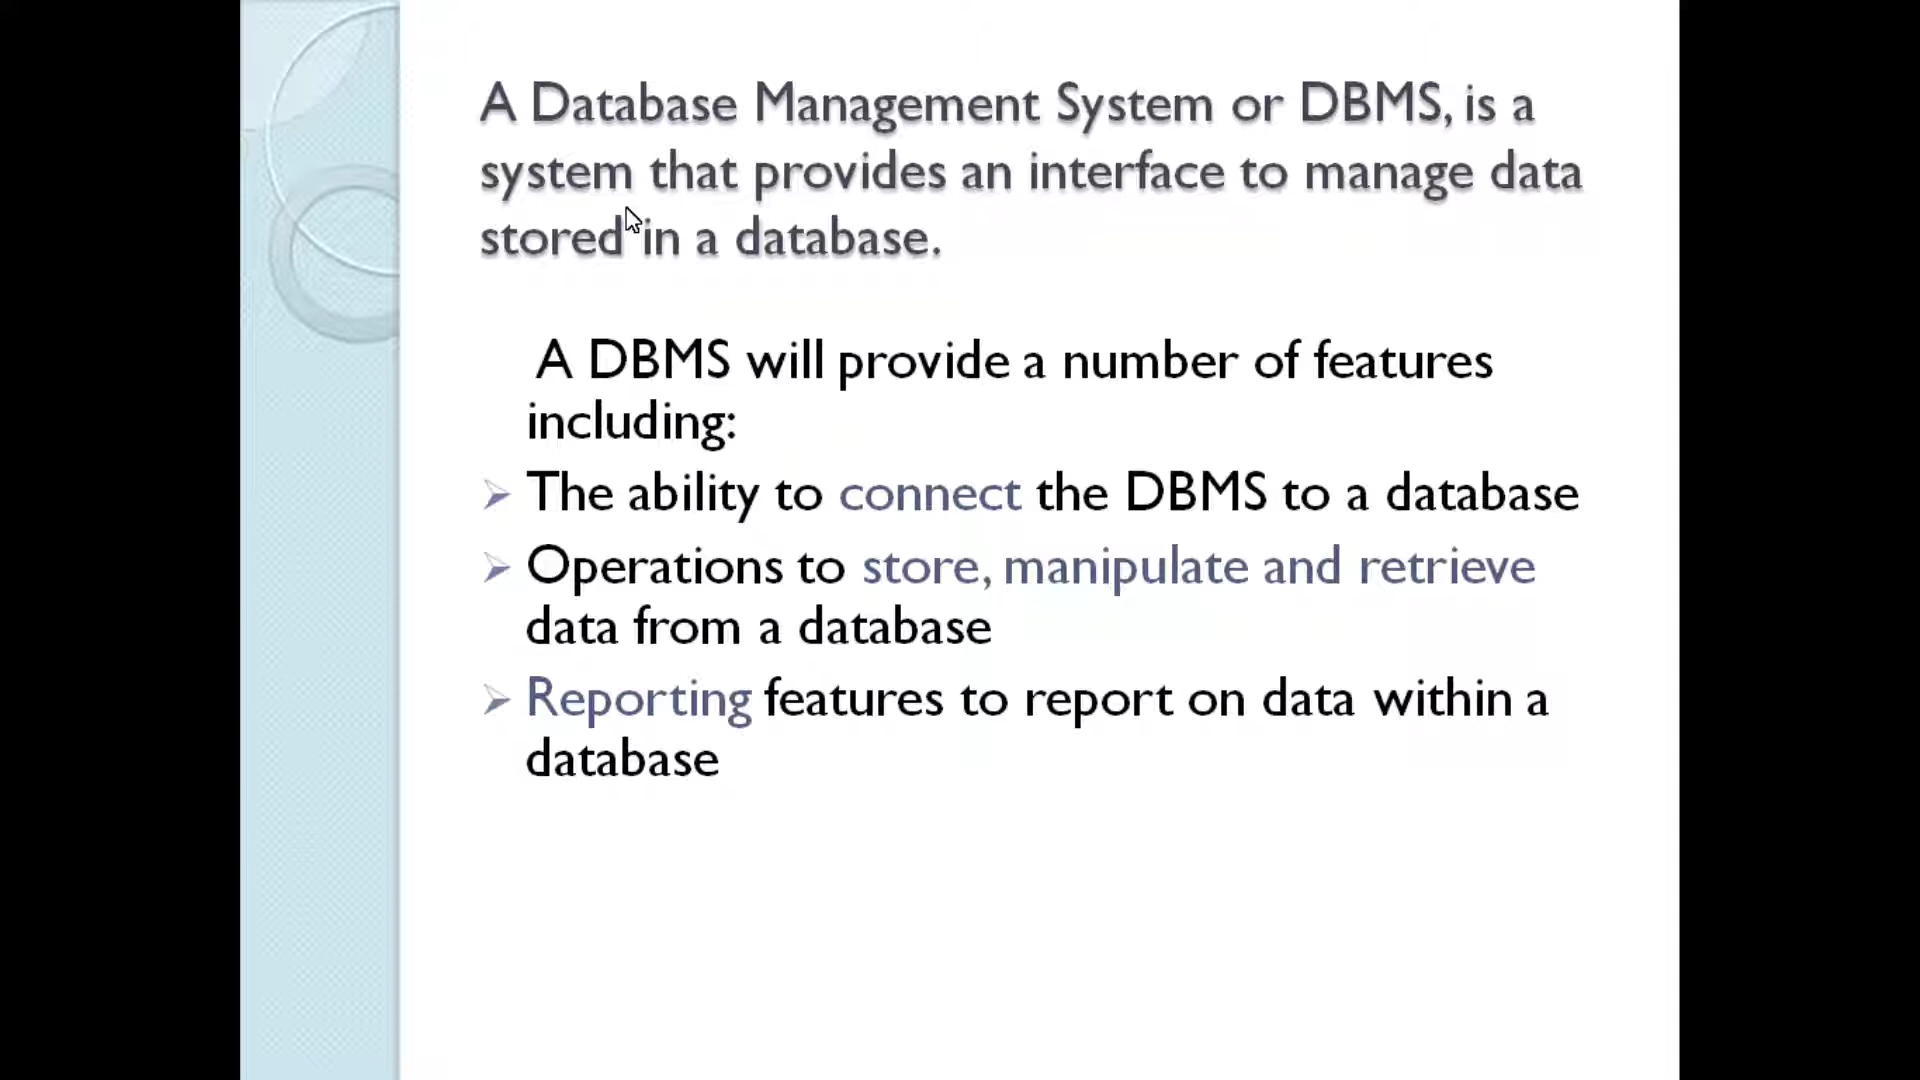 A Database Management System or DBMS, is a
system that provides an interface to manage data
stored in a database.
A DBMS will provide a number of features
including:
The ability to connect the DBMS to a database
Operations to store, manipulate and retrieve
data from a database
Reporting features to report on data within a
database